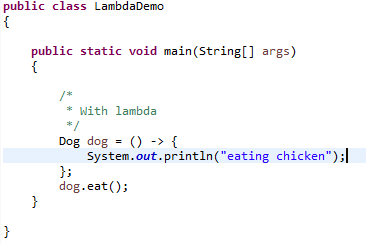 public class LambdaDemo
{
public static void main(String[] args)
{
/*
* With lambda
*/
Dog dog = () -> {
System.out.println("eating chicken");
};
dog.eat();
}
}